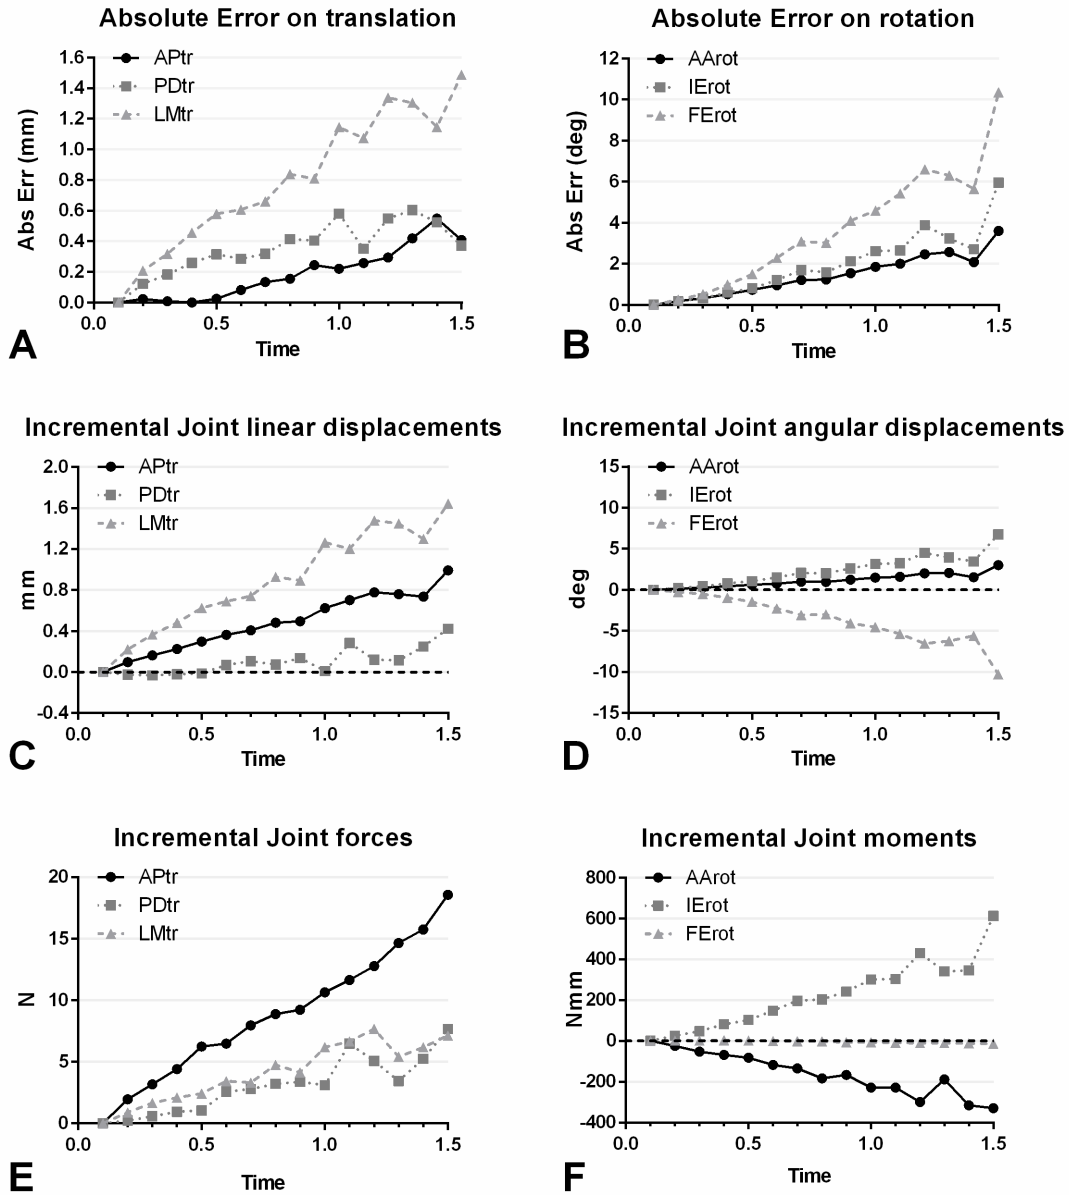 Absolute Error on translation
APtr
PDtr
LMtr
Abs Err (mm)
1.6
1.4
1.2
1.0
0.8
0.6
0.4
0.2
0.0
0.0 0.5 1.0 1.5
Time
A
Absolute Error on rotation
AArot
IErot
FErot
Abs Err (deg)
12
10
8
6
4
2
0
0.0 0.5 1.0 1.5
Time
B
Incremental Joint linear displacements
APtr
PDtr
LMtr
mm
2.0
1.6
1.2
0.8
0.4
0.0
-0.4
0.0 0.5 1.0 1.5
Time
C
Incremental Joint angular displacements
AArot
IErot
FErot
deg
15
10
5
0
-5
-10
-15
0.0 0.5 1.0 1.5
Time
D
Incremental Joint forces
APtr
PDtr
LMtr
N
20
15
10
5
0
0.0 0.5 1.0 1.5
Time
E
Incremental Joint moments
AArot
IErot
FErot
Nmm
800
600
400
200
0
-200
-400
0.0 0.5 1.0 1.5
Time
F